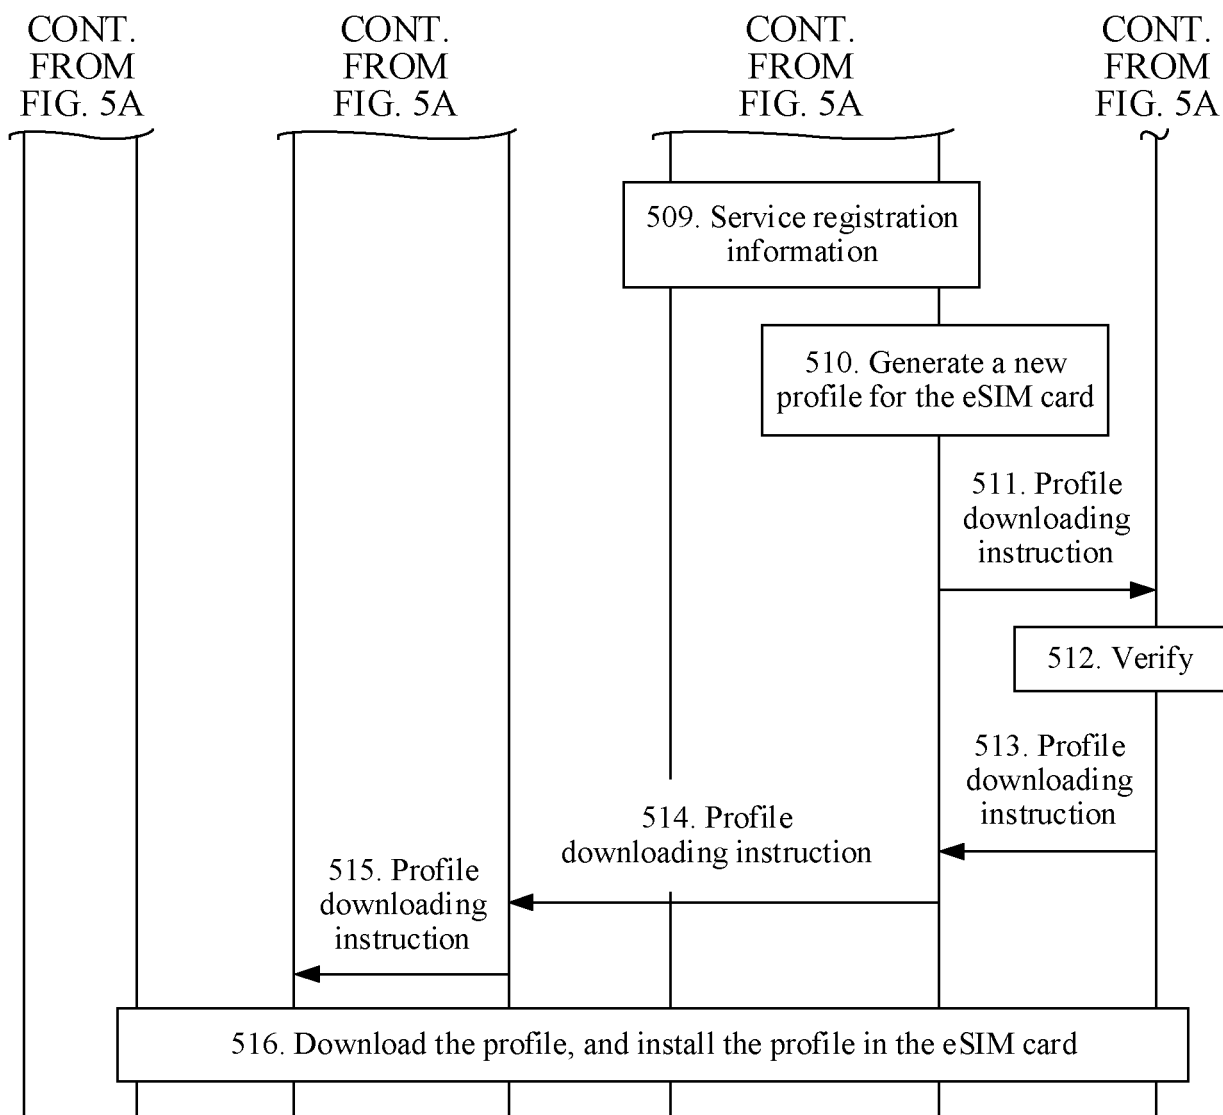 CONT.
FROM
FIG. 5A
CONT.
FROM
FIG. 5A
CONT.
FROM
FIG. 5A
CONT.
FROM
FIG. 5A
509. Service registration
information
510. Generate a new
profile for the eSIM card
511. Profile
downloading
instruction
512. Verify
513. Profile
downloading
instruction
514. Profile
downloading instruction
515. Profile
downloading
instruction
516. Download the profile, and install the profile in the eSIM card